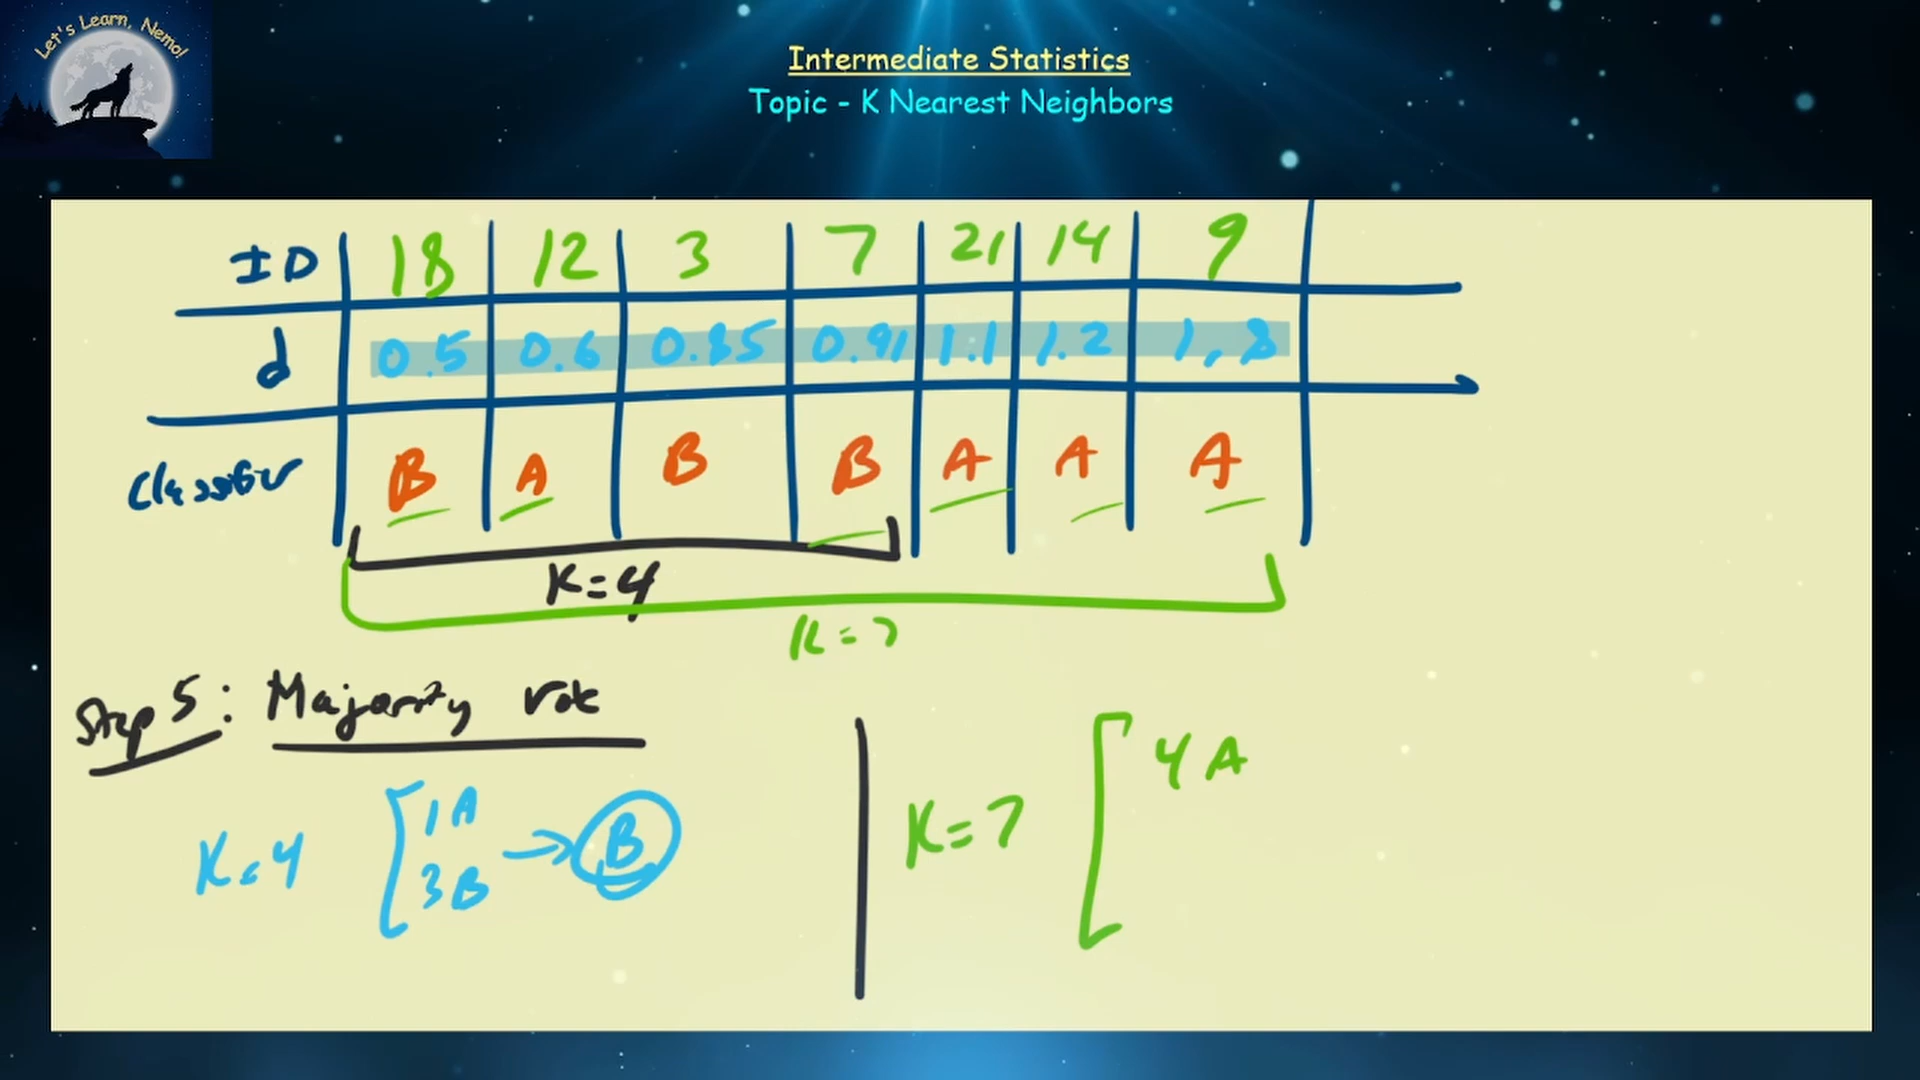 Let's Learn, Nemo!
Intermediate Statistics
Topic - K Nearest Neighbors
ID 18 12 3 7 21 14 9
d 0.5 0.6 0.85 0.91 1.1 1.2 1.8
Classifier B A B B A A A
K=4
K=7
Step 5: Majority vote
K=4 1A 3B → B
K=7 4A